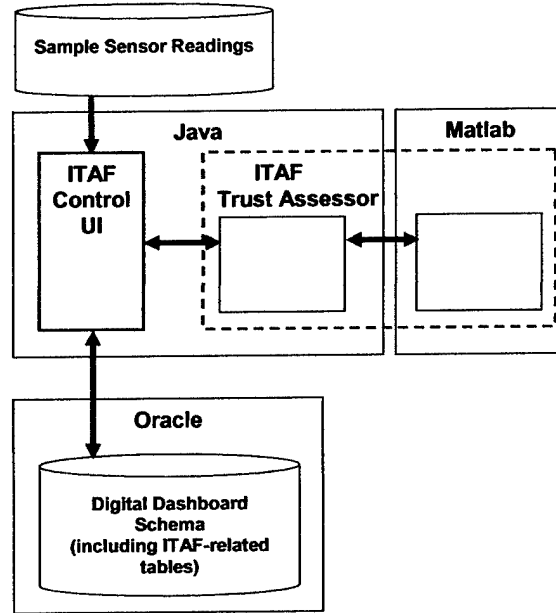 Sample Sensor Readings
Java
Matlab
ITAF
Control
UI
ITAF
Trust Assessor
Oracle
Digital Dashboard
Schema
(including ITAF-related
tables)